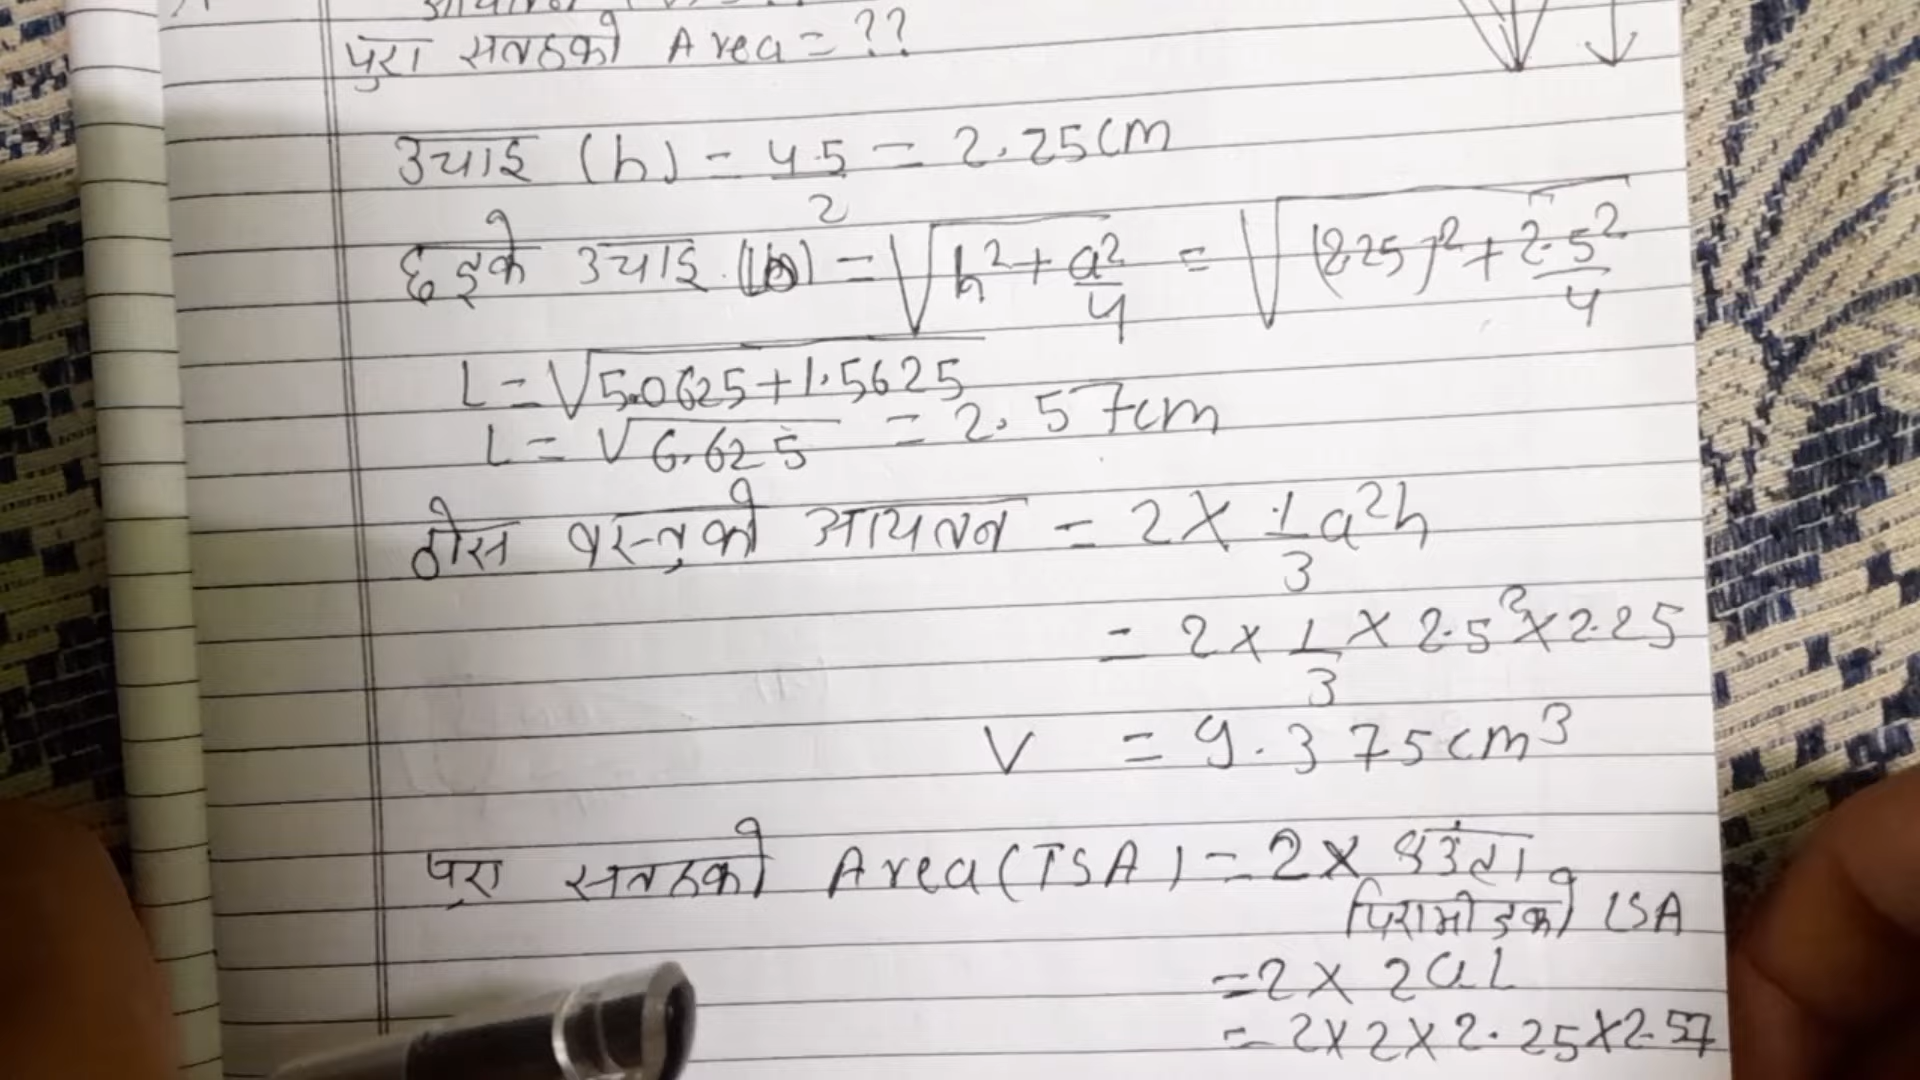 पुरा सतहको Area = ??
उचाई (h) = 4.5/2 = 2.25cm
छड्के उचाई (l) = √(h² + a²/4) = √((2.25)² + 2.5²/4)
L = √5.0625+1.5625
L = √6.625 = 2.57cm
ठोस वस्तुको आयतन = 2 × 1/3 a²h
= 2 × 1/3 × 2.5² × 2.25
V = 9.375cm³
पुरा सतहको Area (TSA) = 2 × एउटा
पिरामीडको LSA
= 2 × 2al
= 2×2×2.25×2.57